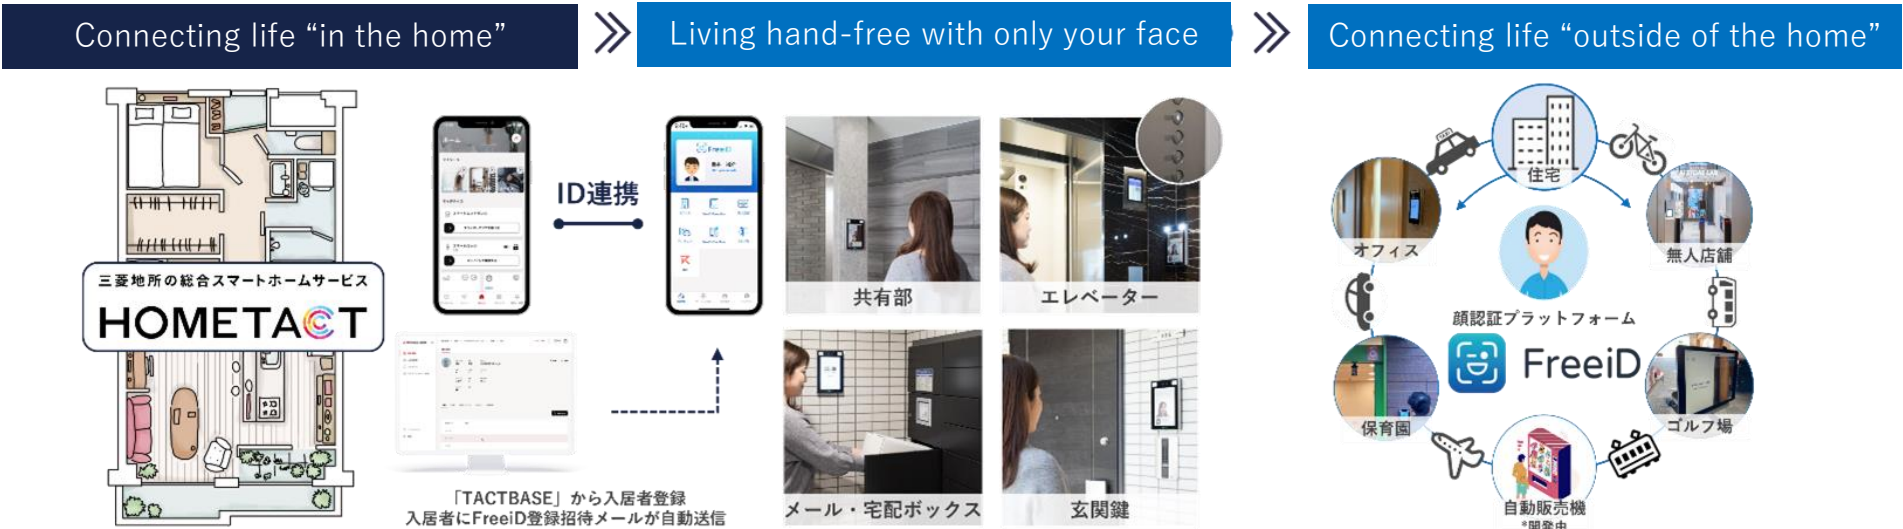 Connecting life “in the home”
Living hand-free with only your face
Connecting life “outside of the home”
三菱地所の総合スマートホームサービス
HOMETACT
ID連携
FreeiD
「TACTBASE」から入居者登録
入居者にFreeiD登録招待メールが自動送信
共有部
エレベーター
メール・宅配ボックス
玄関鍵
住宅
オフィス
無人店舗
顔認証プラットフォーム
FreeiD
保育園
ゴルフ場
自動販売機
*開発中